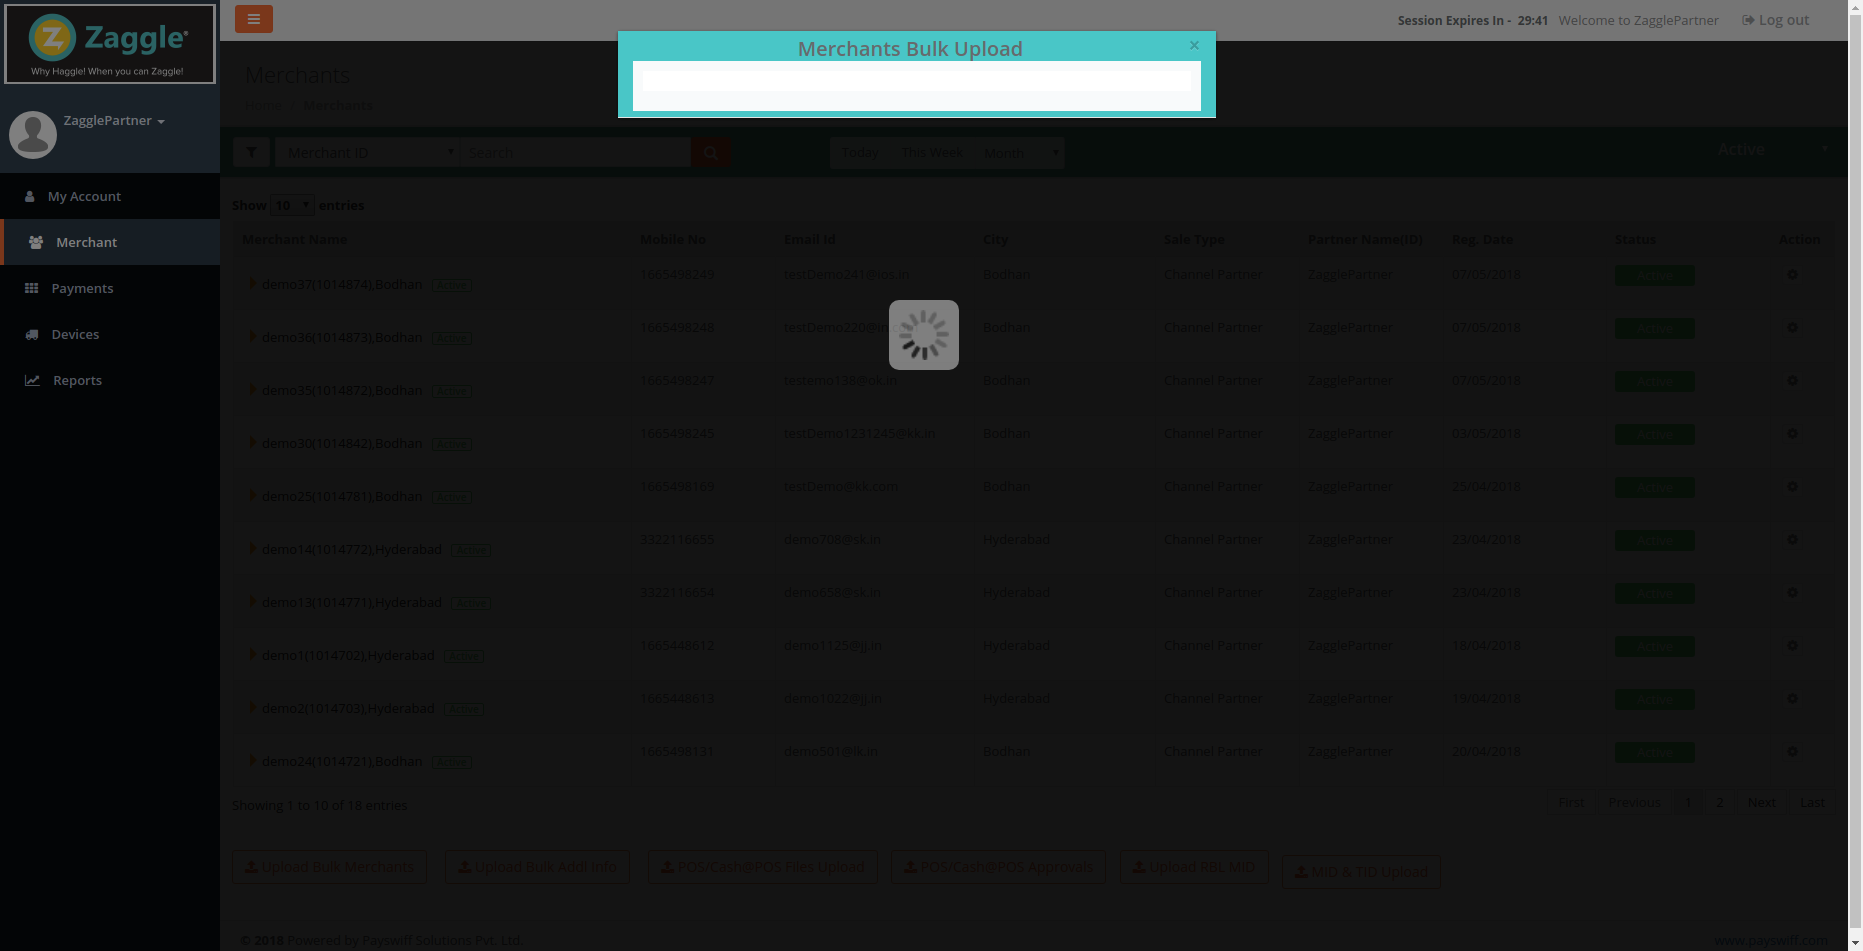 Zaggle®
Why Haggle! When you can Zaggle!
Session Expires In - 29:41 Welcome to ZagglePartner Log out
Merchants Bulk Upload ×
ZagglePartner
Merchants
Home / Merchants
My Account
Merchant
Payments
Devices
Reports
Merchant ID Search Today This Week Month Active
Show 10 entries
Merchant Name Mobile No Email Id City Sale Type Partner Name(ID) Reg. Date Status Action
demo37(1014874),Bodhan Active 1665498249 testDemo241@ios.in Bodhan Channel Partner ZagglePartner 07/05/2018 Active
demo36(1014873),Bodhan Active 1665498248 Bodhan Channel Partner ZagglePartner 07/05/2018 Active
demo35(1014872),Bodhan Active 1665498247 testemo138@ok.in Bodhan Channel Partner ZagglePartner 07/05/2018 Active
demo30(1014842),Bodhan Active 1665498245 testDemo1231245@kk.in Bodhan Channel Partner ZagglePartner 03/05/2018 Active
demo25(1014781),Bodhan Active 1665498169 testDemo@kk.com Bodhan Channel Partner ZagglePartner 25/04/2018 Active
demo14(1014772),Hyderabad Active 3322116655 demo708@sk.in Hyderabad Channel Partner ZagglePartner 23/04/2018 Active
demo13(1014771),Hyderabad Active 3322116654 demo658@sk.in Hyderabad Channel Partner ZagglePartner 23/04/2018 Active
demo1(1014702),Hyderabad Active 1665448612 demo1125@jj.in Hyderabad Channel Partner ZagglePartner 18/04/2018 Active
demo2(1014703),Hyderabad Active 1665448613 demo1022@jj.in Hyderabad Channel Partner ZagglePartner 19/04/2018 Active
demo24(1014721),Bodhan Active 1665498131 demo501@lk.in Bodhan Channel Partner ZagglePartner 20/04/2018 Active
Showing 1 to 10 of 18 entries First Previous 1 2 Next Last
Upload Bulk Merchants Upload Bulk Addl Info POS/Cash@POS Files Upload POS/Cash@POS Approvals Upload RBL MID MID & TID Upload
© 2018 Powered by Payswiff Solutions Pvt. Ltd. www.payswiff.com